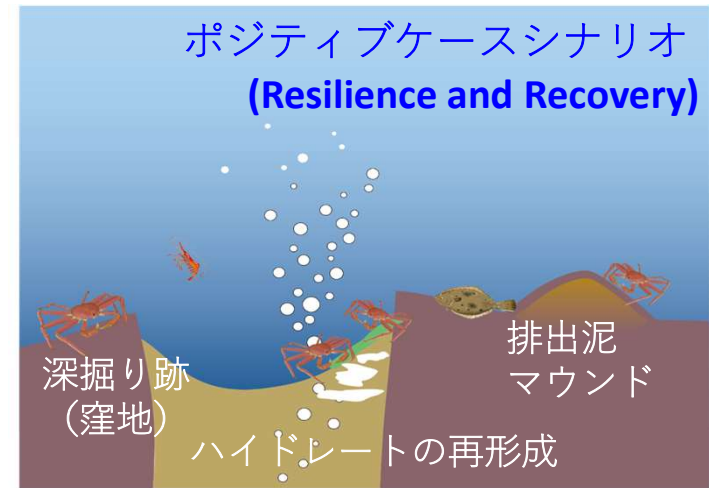 ポジティブケースシナリオ
(Resilience and Recovery)
深掘り跡
（窪地）
排出泥
マウンド
ハイドレートの再形成